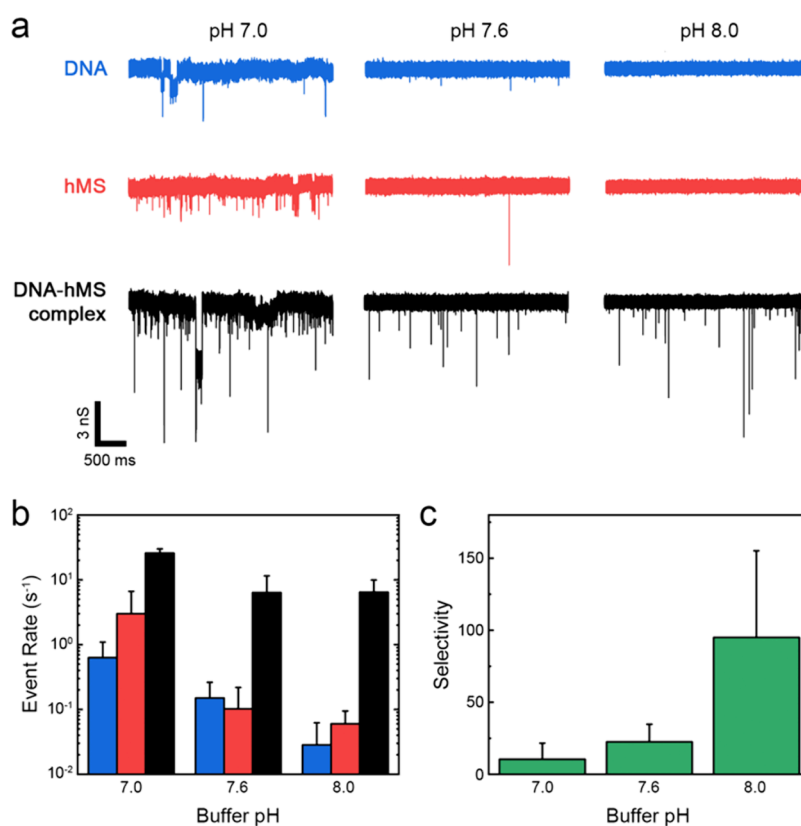 a
pH 7.0 pH 7.6 pH 8.0
DNA
hMS
DNA-hMS
complex
3 nS
500 ms
b
Event Rate (s⁻¹)
10²
10¹
10⁰
10⁻¹
10⁻²
7.0 7.6 8.0
Buffer pH
c
Selectivity
150
100
50
0
7.0 7.6 8.0
Buffer pH